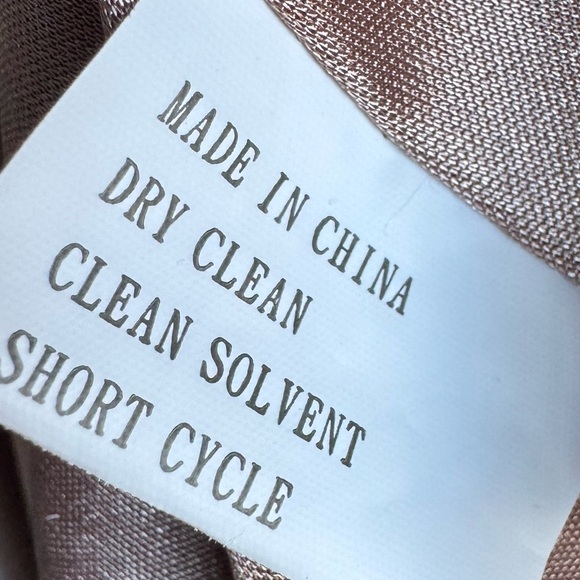 MADE IN CHINA
DRY CLEAN
CLEAN SOLVENT
SHORT CYCLE